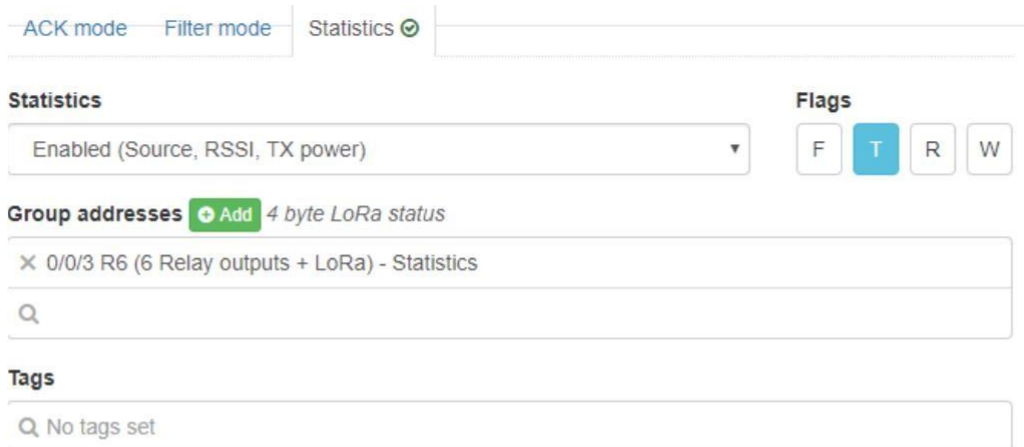 ACK mode Filter mode Statistics
Statistics Flags
Enabled (Source, RSSI, TX power) F T R W
Group addresses Add 4 byte LoRa status
0/0/3 R6 (6 Relay outputs + LoRa) - Statistics
Tags
No tags set